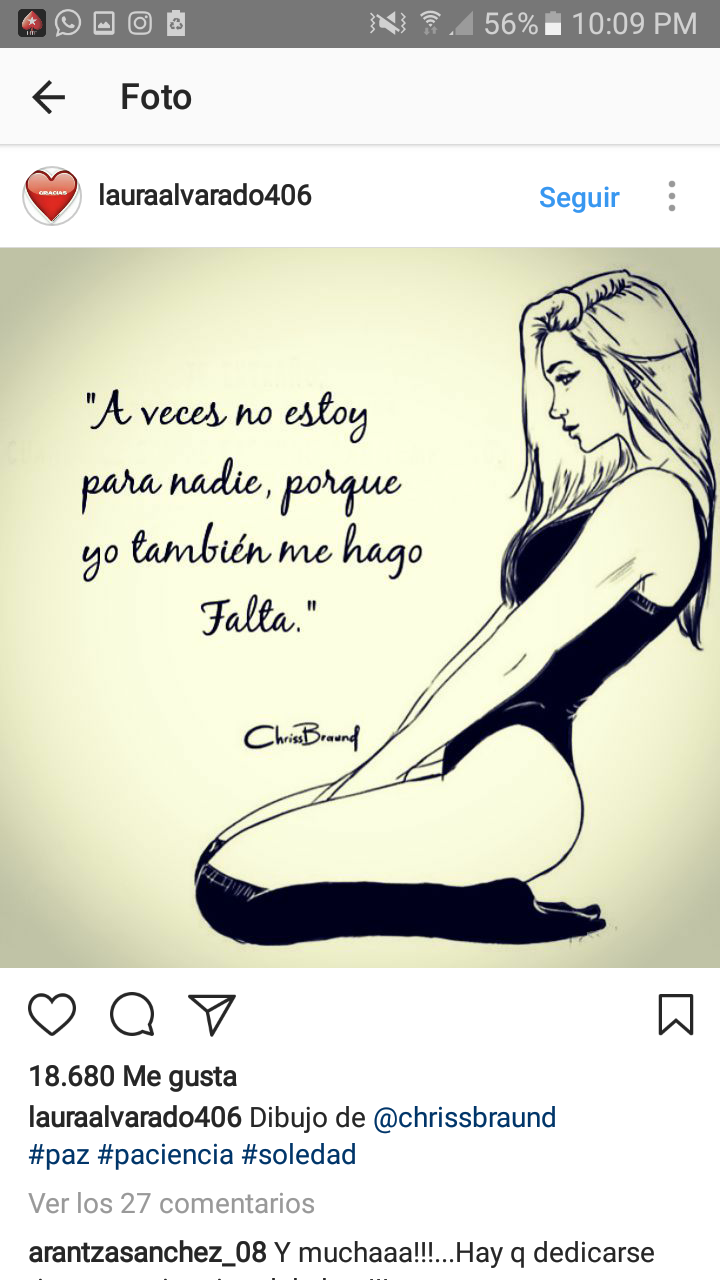 56% 10:09 PM
Foto
GRACIAS
lauraalvarado406 Seguir
"A veces no estoy
para nadie, porque
yo también me hago
Falta."
ChrissBraund
18.680 Me gusta
lauraalvarado406 Dibujo de @chrissbraund
#paz #paciencia #soledad
Ver los 27 comentarios
arantzasanchez_08 Y muchaaa!!!...Hay q dedicarse